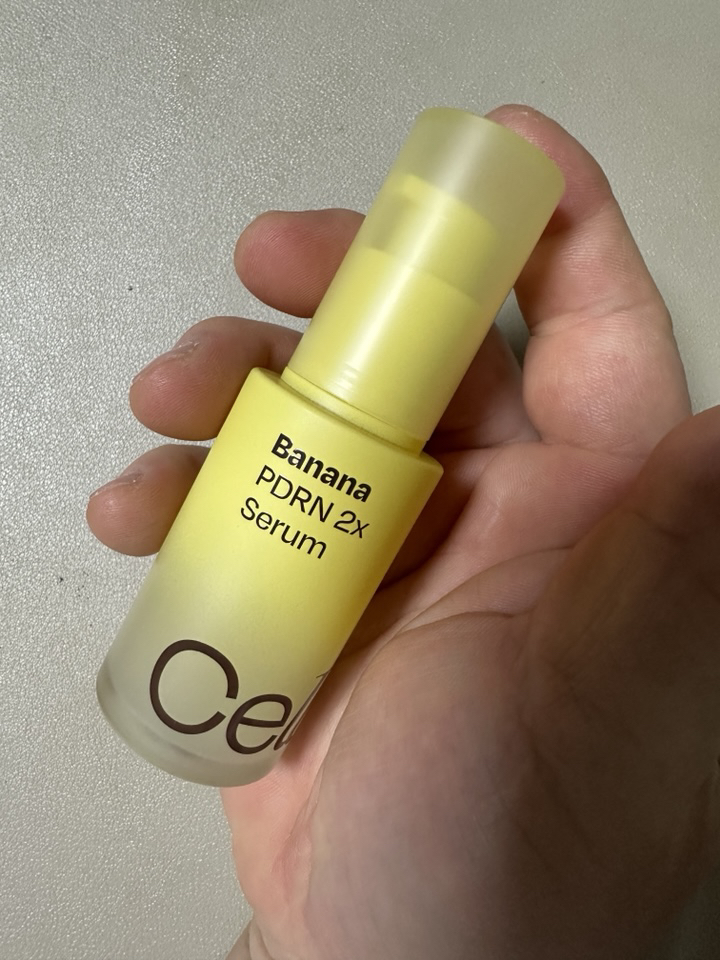 Banana
PDRN 2x
Serum